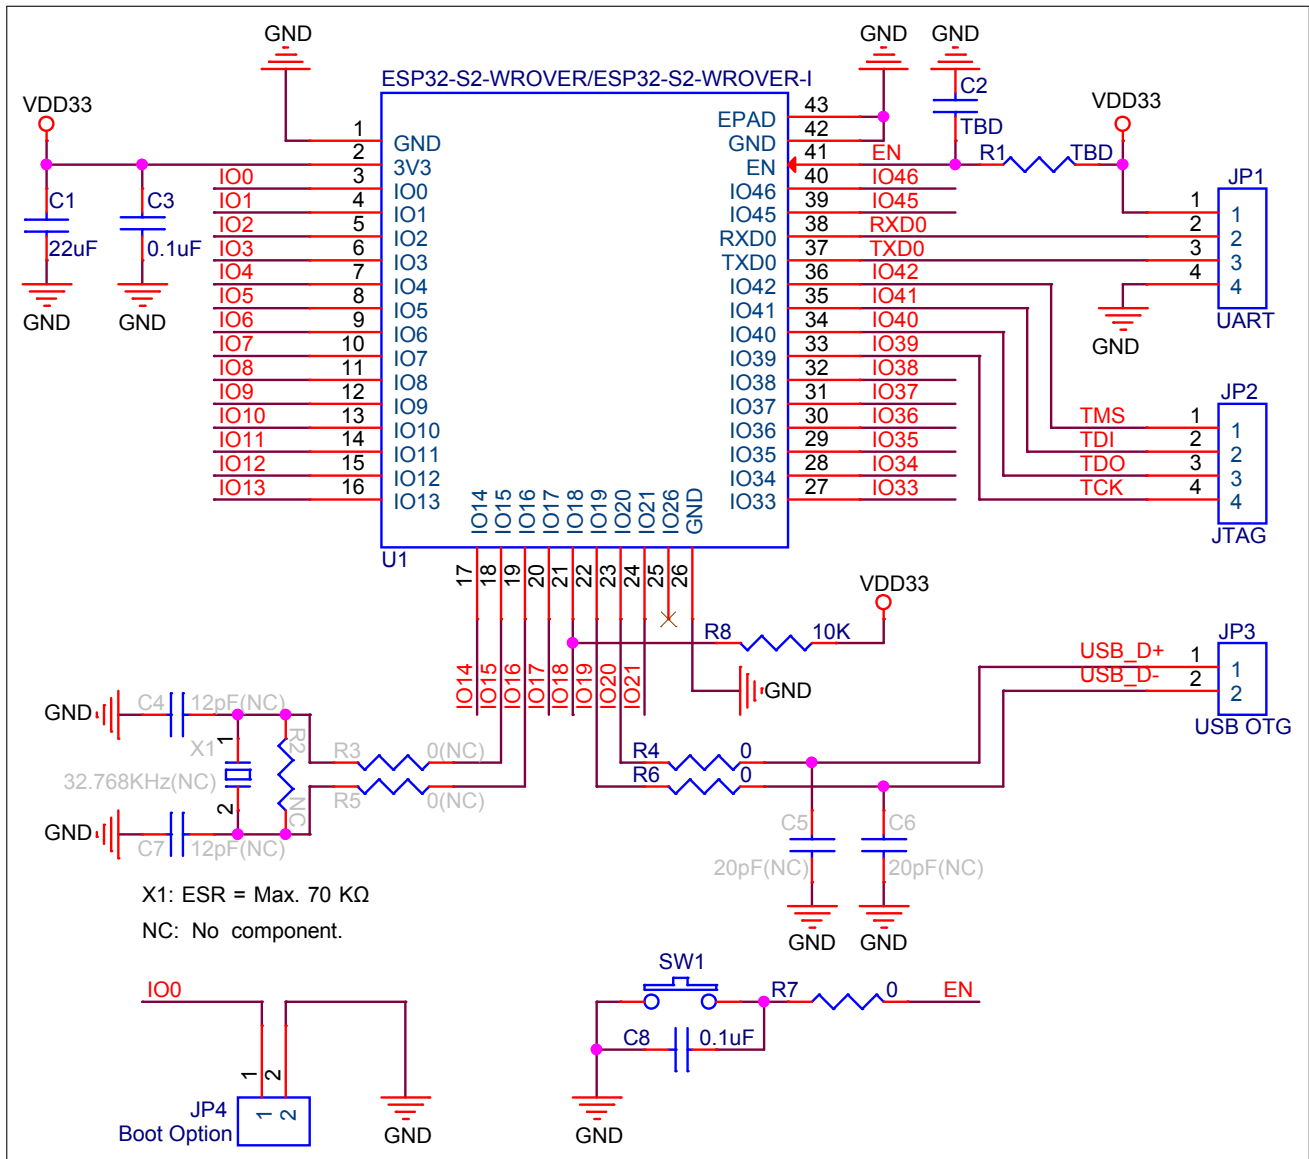 GND
GND
GND
ESP32-S2-WROVER/ESP32-S2-WROVER-I
VDD33
C2
TBD
VDD33
1
GND
2
3V3
IO0
3
IO0
IO1
4
IO1
IO2
5
IO2
IO3
6
IO3
IO4
7
IO4
IO5
8
IO5
IO6
9
IO6
IO7
10
IO7
IO8
11
IO8
IO9
12
IO9
IO10
13
IO10
IO11
14
IO11
IO12
15
IO12
IO13
16
IO13
C1
22uF
GND
C3
0.1uF
GND
EPAD
43
GND
42
EN
41
EN
R1
TBD
IO46
40
IO46
IO45
39
IO45
RXD0
38
RXD0
TXD0
37
TXD0
IO42
36
IO42
IO41
35
IO41
IO40
34
IO40
IO39
33
IO39
IO38
32
IO38
IO37
31
IO37
IO36
30
IO36
IO35
29
IO35
IO34
28
IO34
IO33
27
IO33
JP1
1
1
2
2
3
3
4
4
UART
GND
JP2
TMS
1
1
TDI
2
2
TDO
3
3
TCK
4
4
JTAG
IO14
IO15
IO16
IO17
IO18
IO19
IO20
IO21
IO26
GND
U1
17
18
19
20
21
22
23
24
25
26
IO14
IO15
IO16
IO17
IO18
IO19
IO20
IO21
VDD33
R8
10K
GND
JP3
USB_D+
1
1
USB_D-
2
2
USB OTG
GND
C4
12pF(NC)
X1
1
32.768KHz(NC)
2
R2
NC
R3
0(NC)
R5
0(NC)
GND
C7
12pF(NC)
R4
0
R6
0
C5
20pF(NC)
GND
C6
20pF(NC)
GND
X1: ESR = Max. 70 KΩ
NC: No component.
IO0
1
2
JP4
Boot Option
1
2
GND
SW1
R7
0
EN
C8
0.1uF
GND